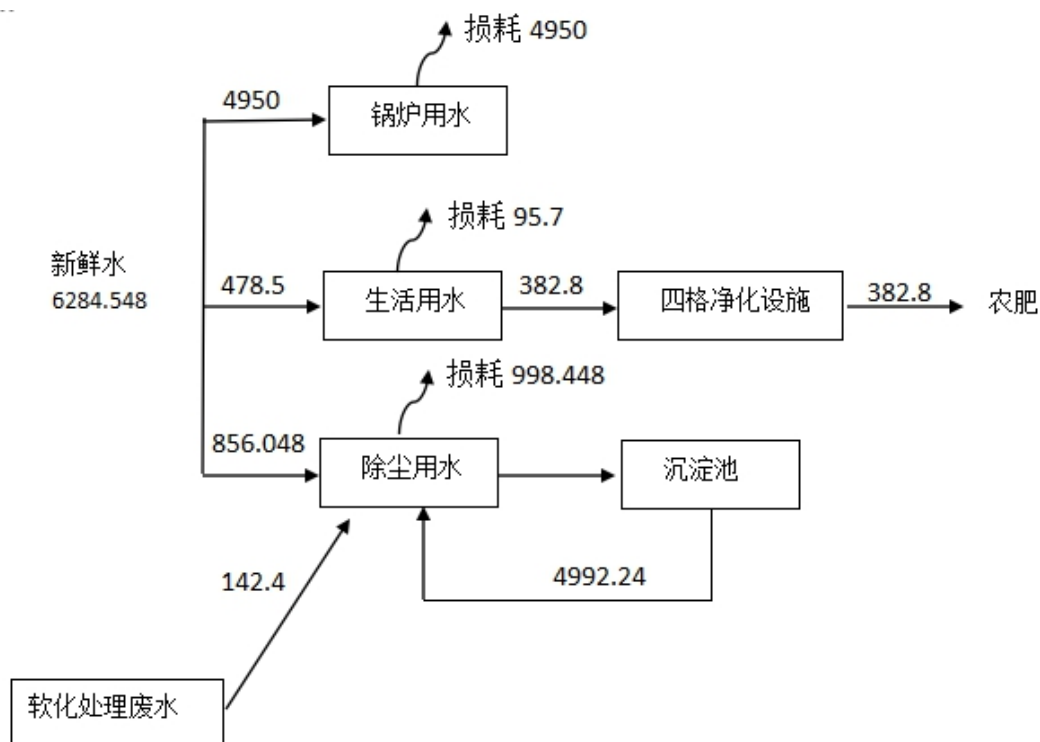 损耗 4950
4950
锅炉用水
损耗 95.7
新鲜水
6284.548
478.5
生活用水
382.8
四格净化设施
382.8
农肥
损耗 998.448
856.048
除尘用水
沉淀池
142.4
4992.24
软化处理废水